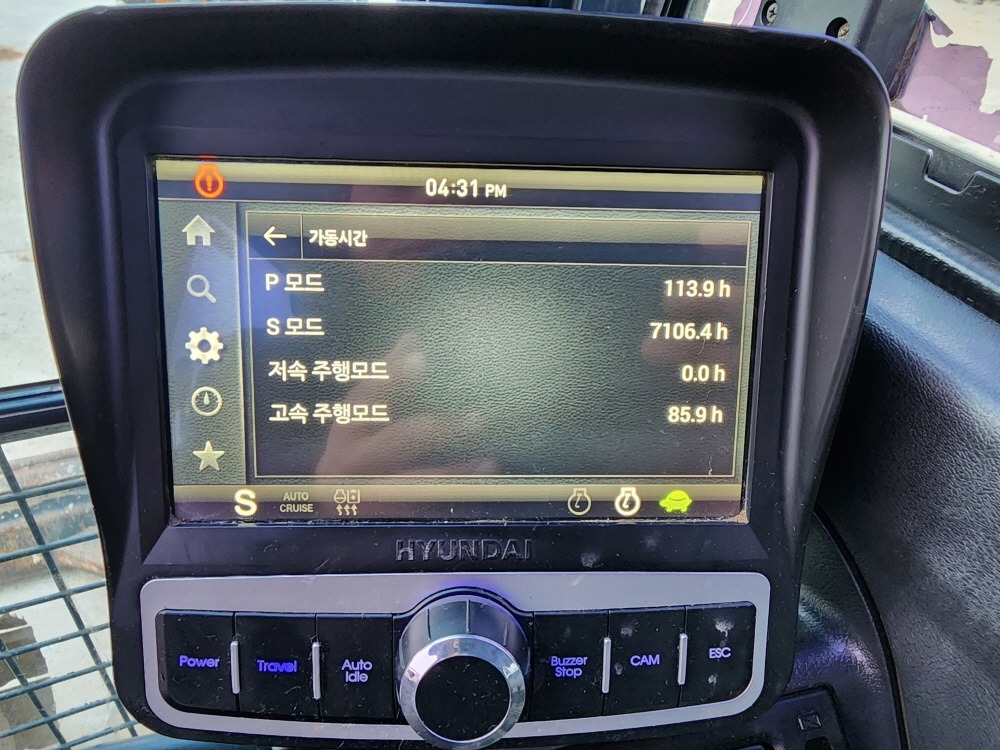 04:31 PM
가동시간
P 모드 113.9 h
S 모드 7106.4 h
저속 주행모드 0.0 h
고속 주행모드 85.9 h
S AUTO CRUISE
HYUNDAI
Power Travel Auto Idle Buzzer Stop CAM ESC